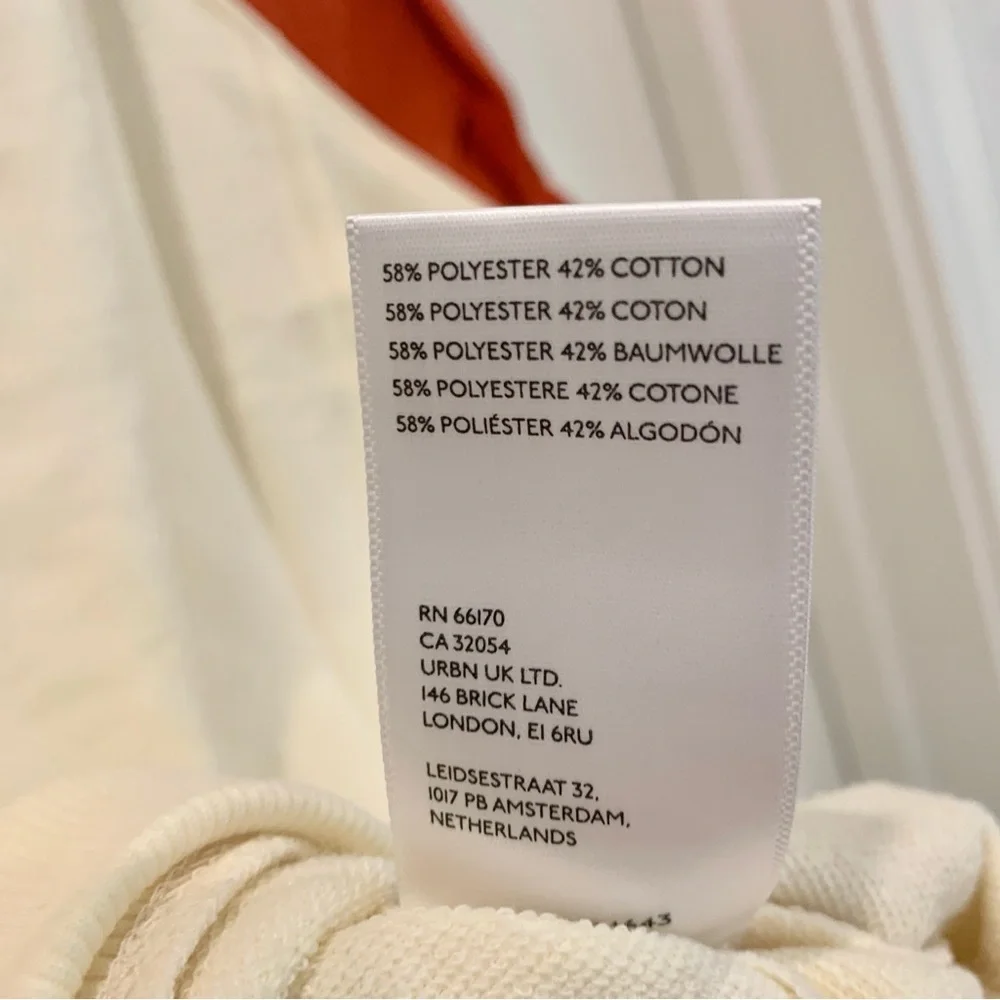 58% POLYESTER 42% COTTON
58% POLYESTER 42% COTON
58% POLYESTER 42% BAUMWOLLE
58% POLYESTERE 42% COTONE
58% POLIÉSTER 42% ALGODÓN
RN 66170
CA 32054
URBN UK LTD.
146 BRICK LANE
LONDON, E1 6RU
LEIDSESTRAAT 32,
1017 PB AMSTERDAM,
NETHERLANDS